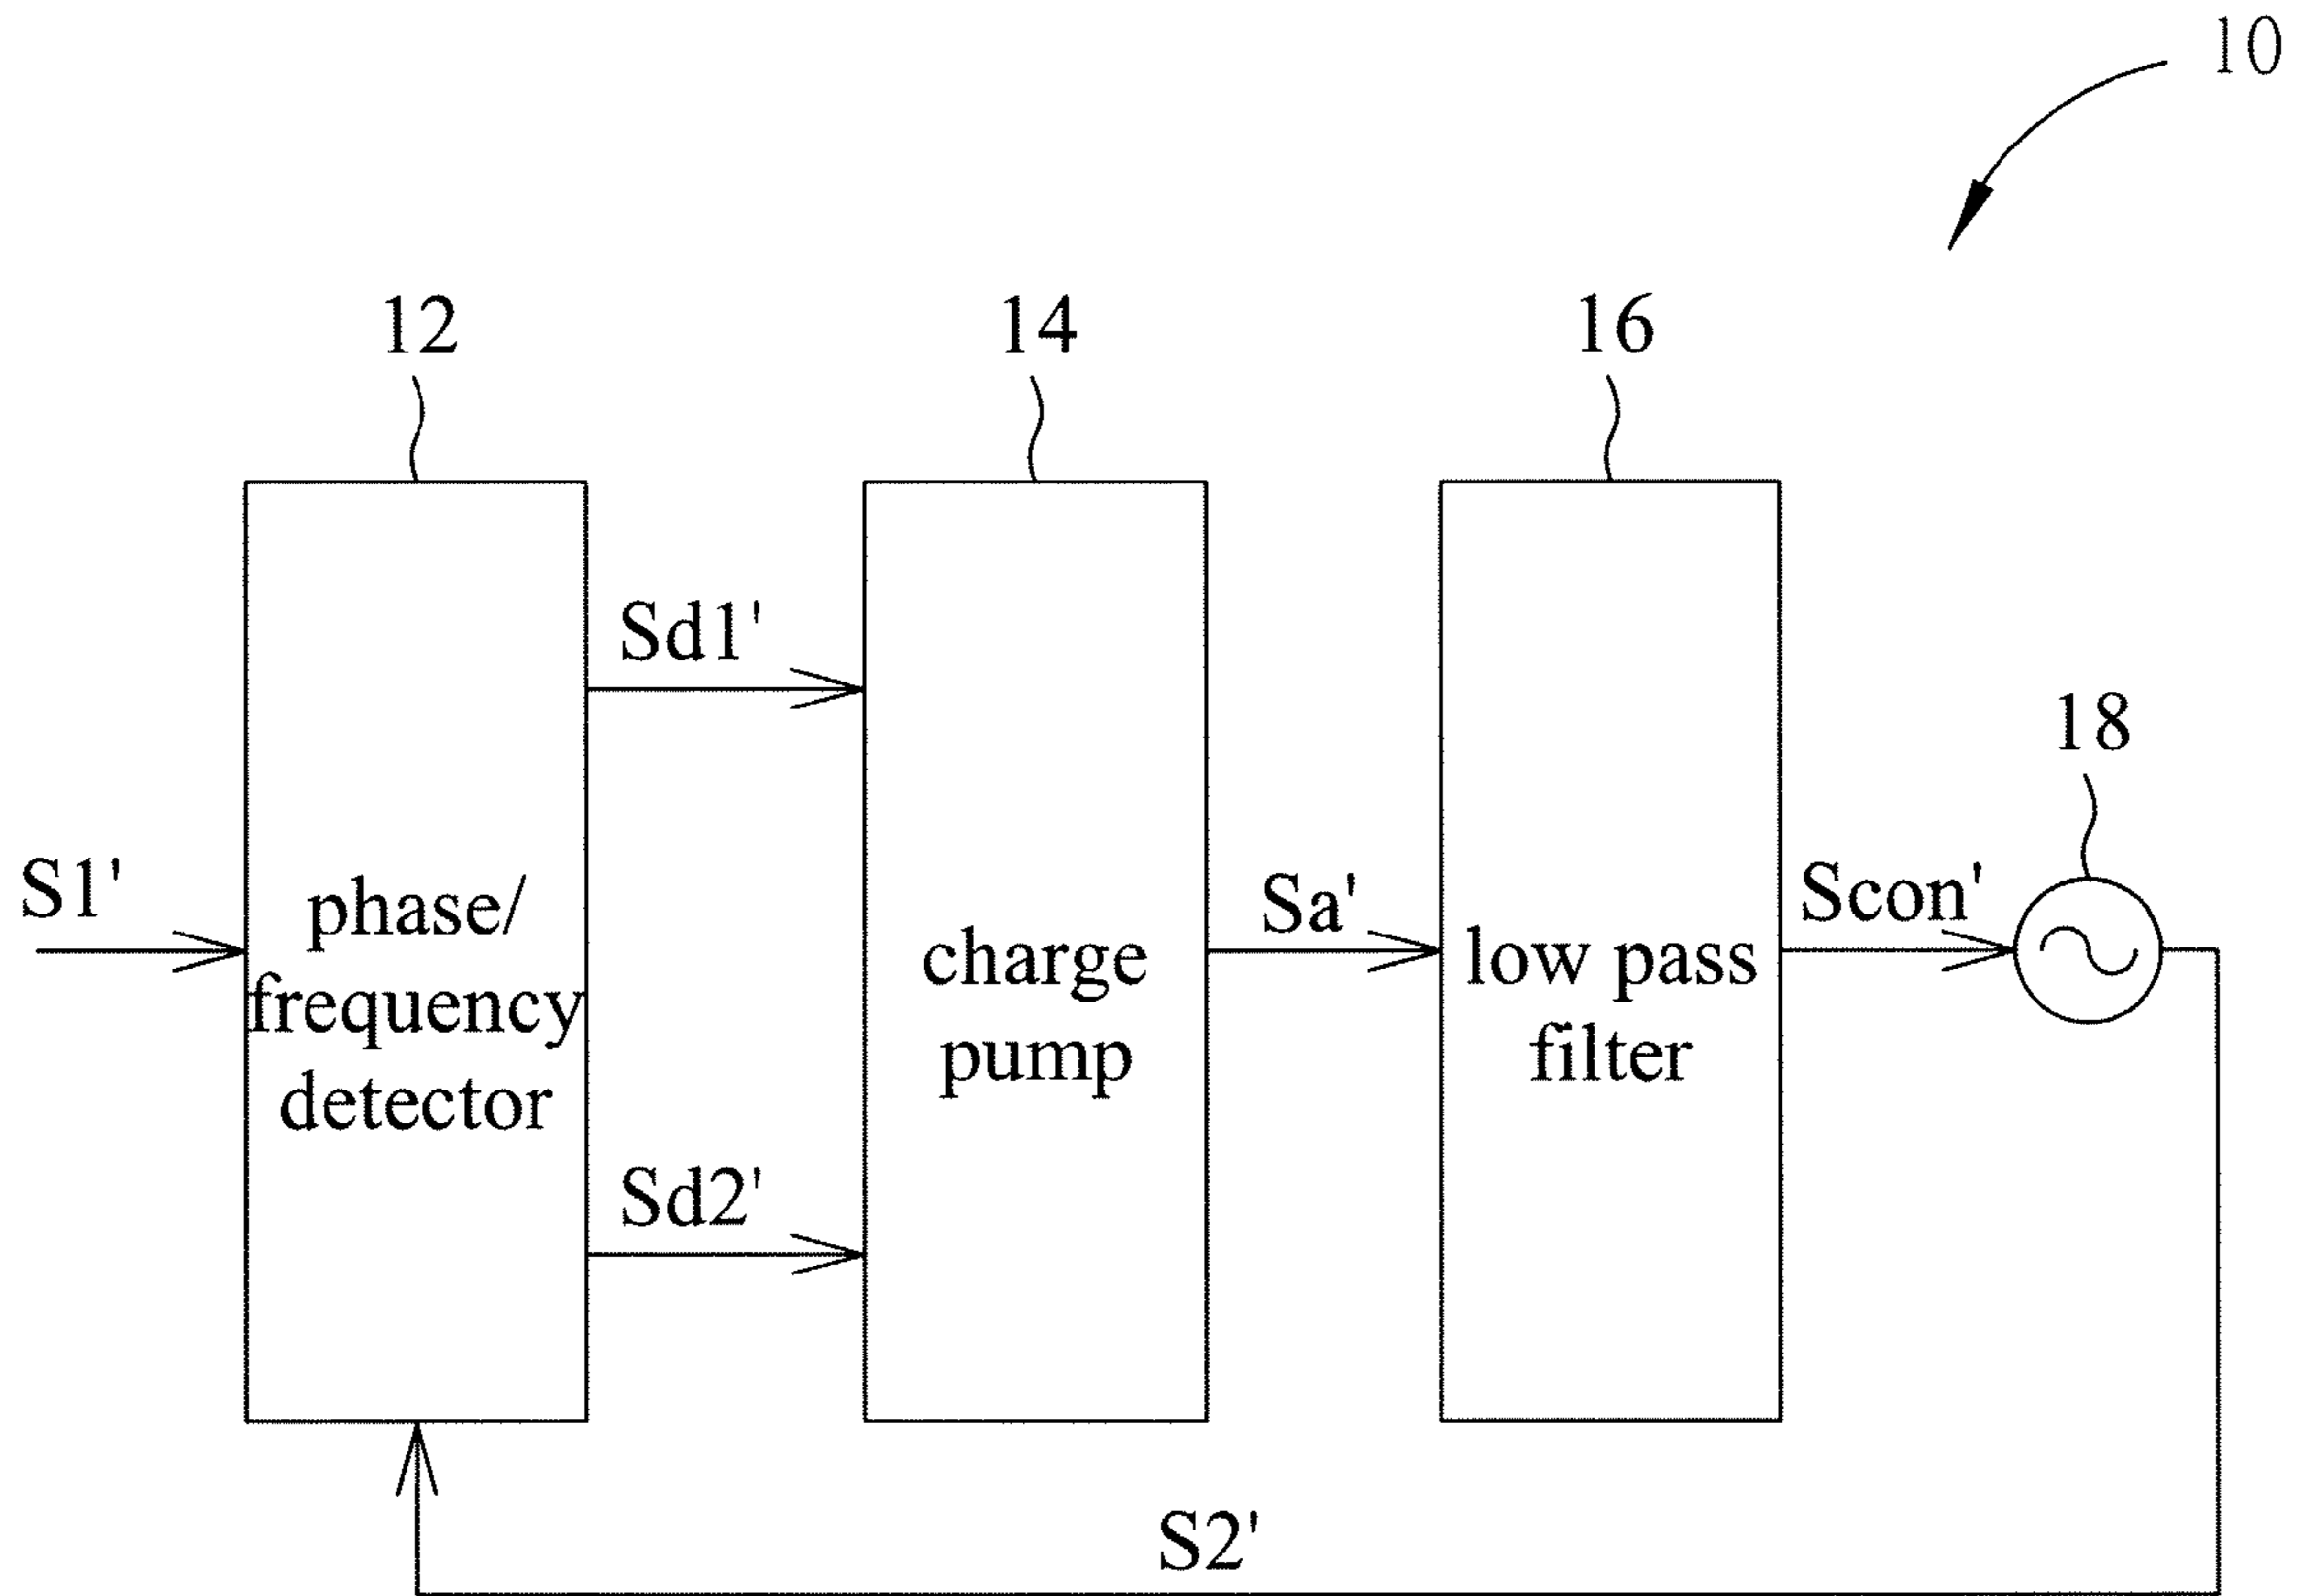 10
12
14
16
18
Sd1'
S1'
Sa'
Scon'
phase/
frequency
detector
charge
pump
low pass
filter
Sd2'
S2'